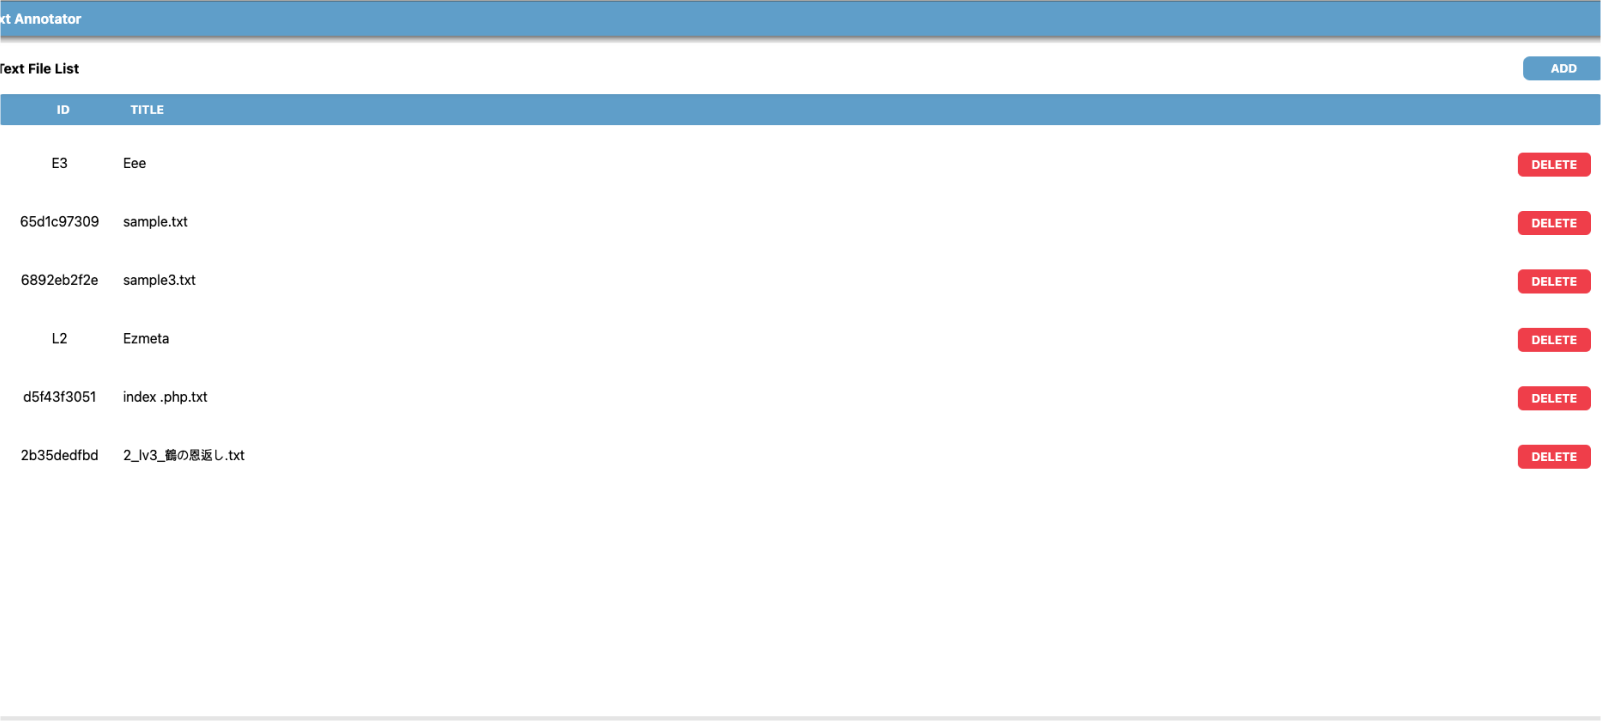 xt Annotator
Text File List
ADD
ID TITLE
E3 Eee DELETE
65d1c97309 sample.txt DELETE
6892eb2f2e sample3.txt DELETE
L2 Ezmeta DELETE
d5f43f3051 index .php.txt DELETE
2b35dedfbd 2_lv3_鶴の恩返し.txt DELETE